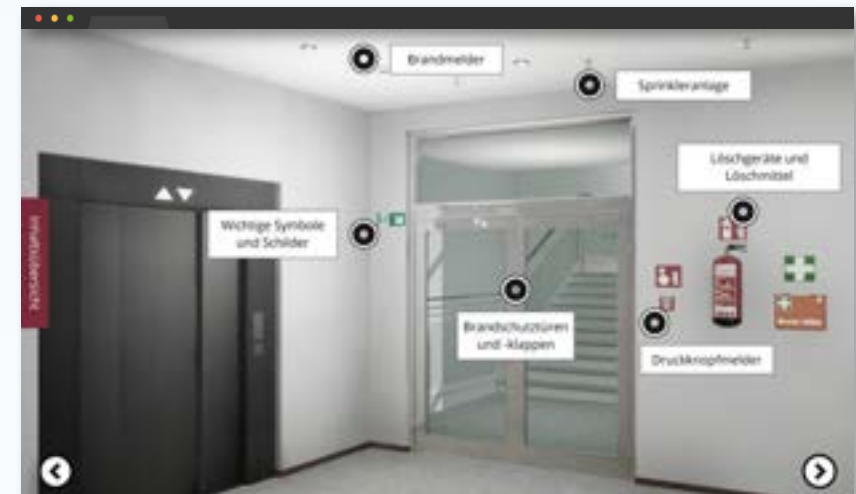 Brandmelder
Sprinkleranlage
Löschgeräte und
Löschmittel
Wichtige Symbole
und Schilder
Inhaltsübersicht
Brandschutztüren
und -klappen
Druckknopfmelder